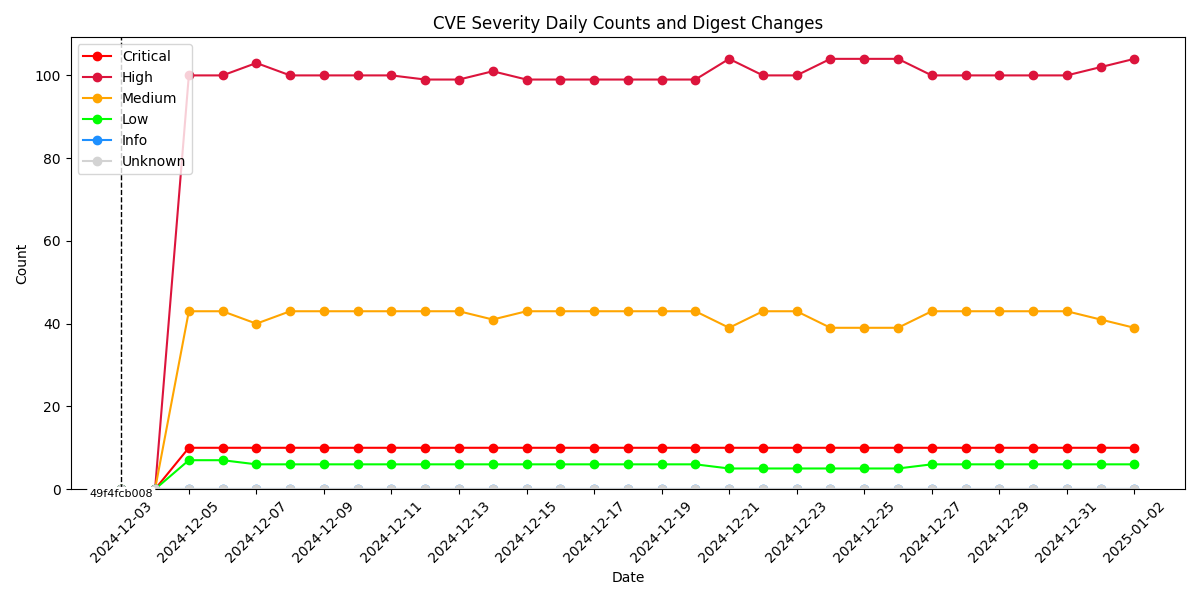 CVE Severity Daily Counts and Digest Changes
Critical
High
Medium
Low
Info
Unknown
100
80
60
40
20
0
Count
49f4fcb008
2024-12-03
2024-12-05
2024-12-07
2024-12-09
2024-12-11
2024-12-13
2024-12-15
2024-12-17
2024-12-19
2024-12-21
2024-12-23
2024-12-25
2024-12-27
2024-12-29
2024-12-31
2025-01-02
Date